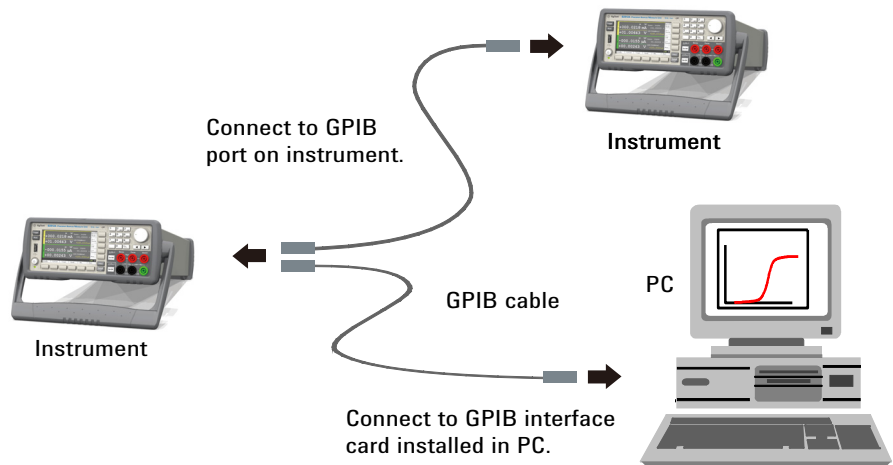 Connect to GPIB
port on instrument.
Instrument
Instrument
GPIB cable
PC
Connect to GPIB interface
card installed in PC.